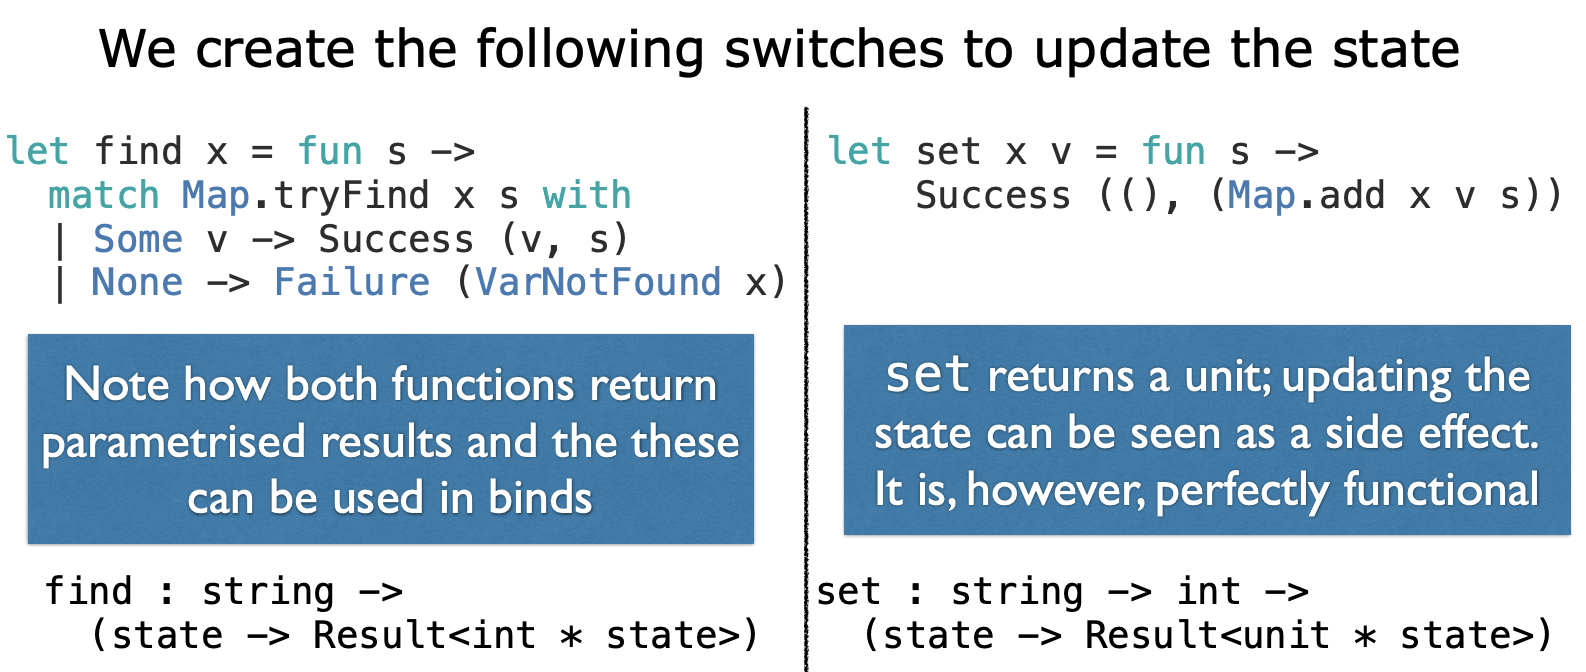 We create the following switches to update the state
let find x = fun s ->
  match Map.tryFind x s with
  | Some v -> Success (v, s)
  | None -> Failure (VarNotFound x)
Note how both functions return
parametrised results and the these
can be used in binds
find : string ->
  (state -> Result<int * state>)
let set x v = fun s ->
    Success ((), (Map.add x v s))
set returns a unit; updating the
state can be seen as a side effect.
It is, however, perfectly functional
set : string -> int ->
  (state -> Result<unit * state>)